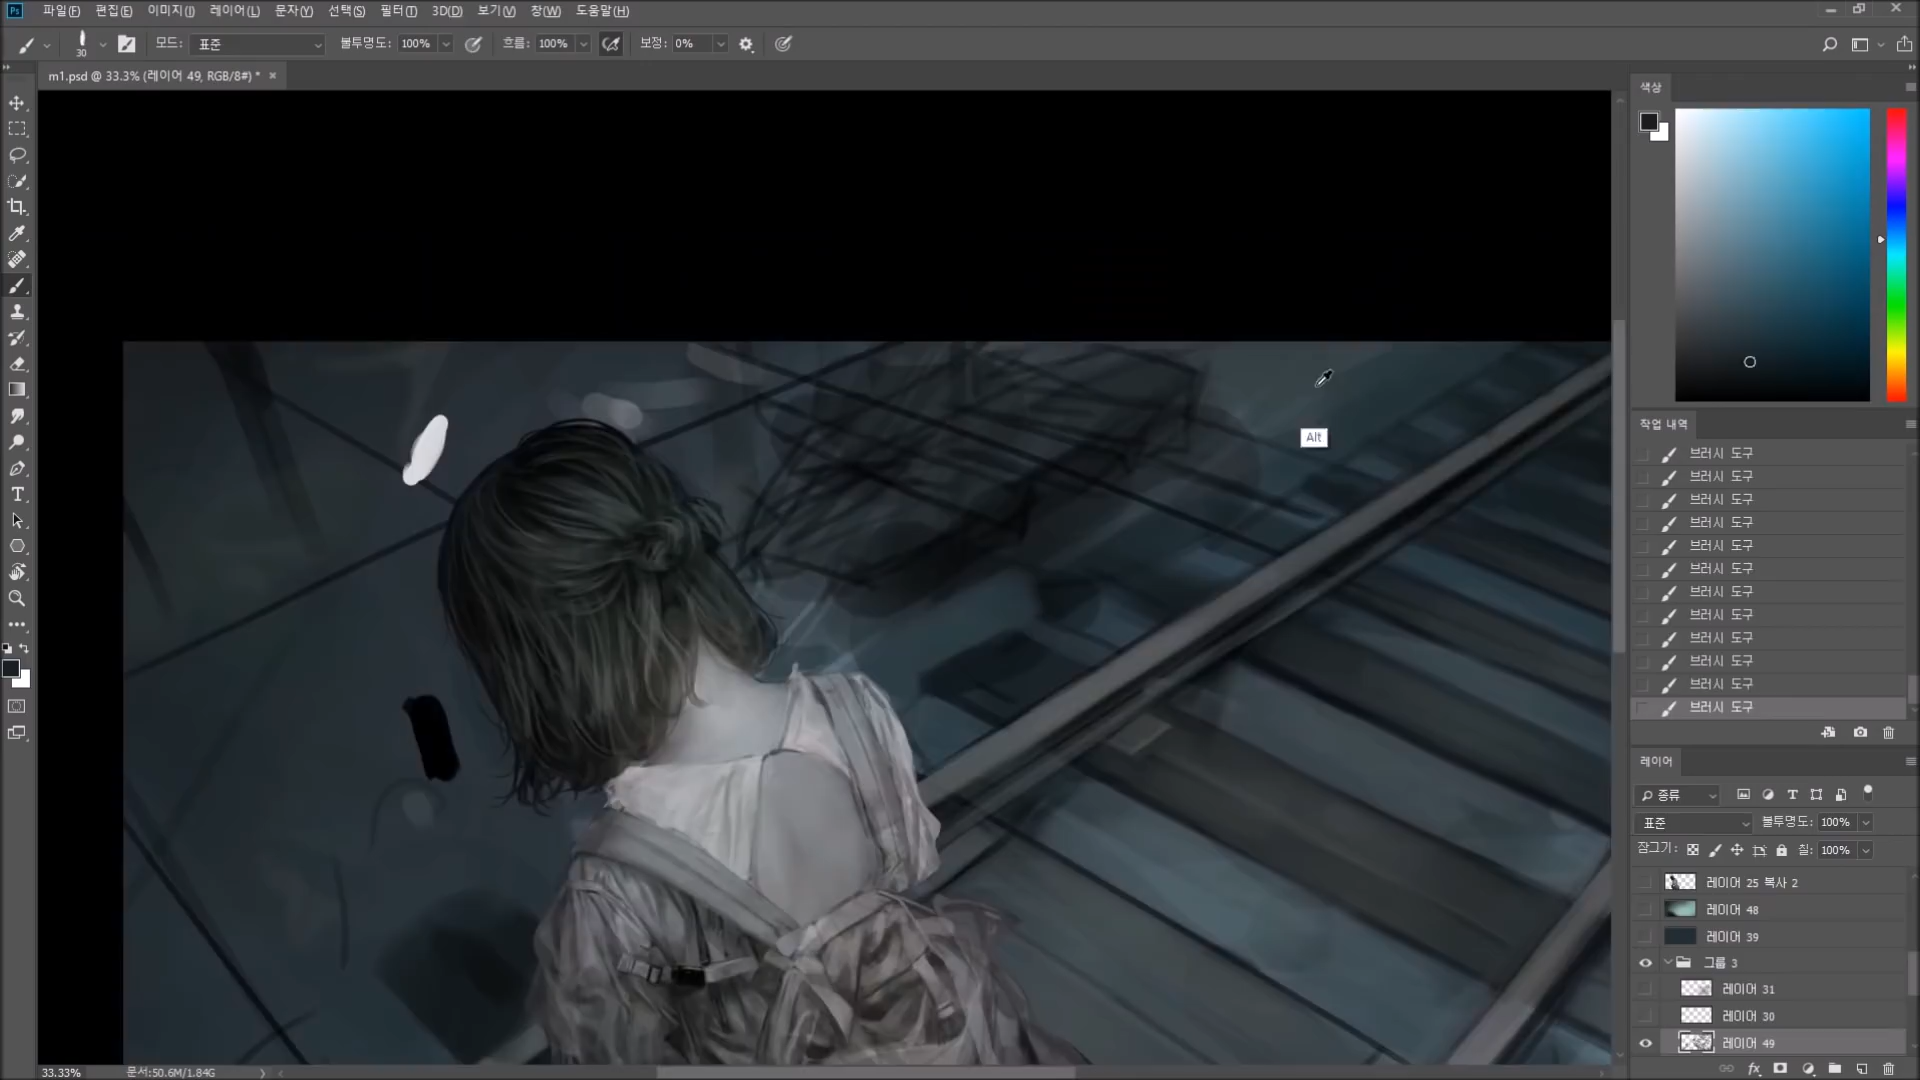 Ps 파일(F) 편집(E) 이미지(I) 레이어(L) 문자(Y) 선택(S) 필터(T) 3D(D) 보기(V) 창(W) 도움말(H)
30 모드: 표준 불투명도: 100% 흐름: 100% 보정: 0%
m1.psd @ 33.3% (레이어 49, RGB/8#) *
색상
Alt
작업 내역
브러시 도구
브러시 도구
브러시 도구
브러시 도구
브러시 도구
브러시 도구
브러시 도구
브러시 도구
브러시 도구
브러시 도구
브러시 도구
브러시 도구
레이어
종류
표준 불투명도: 100%
잠그기: 칠: 100%
레이어 25 복사 2
레이어 48
레이어 39
그룹 3
레이어 31
레이어 30
레이어 49
33.33% 문서:50.6M/1.84G